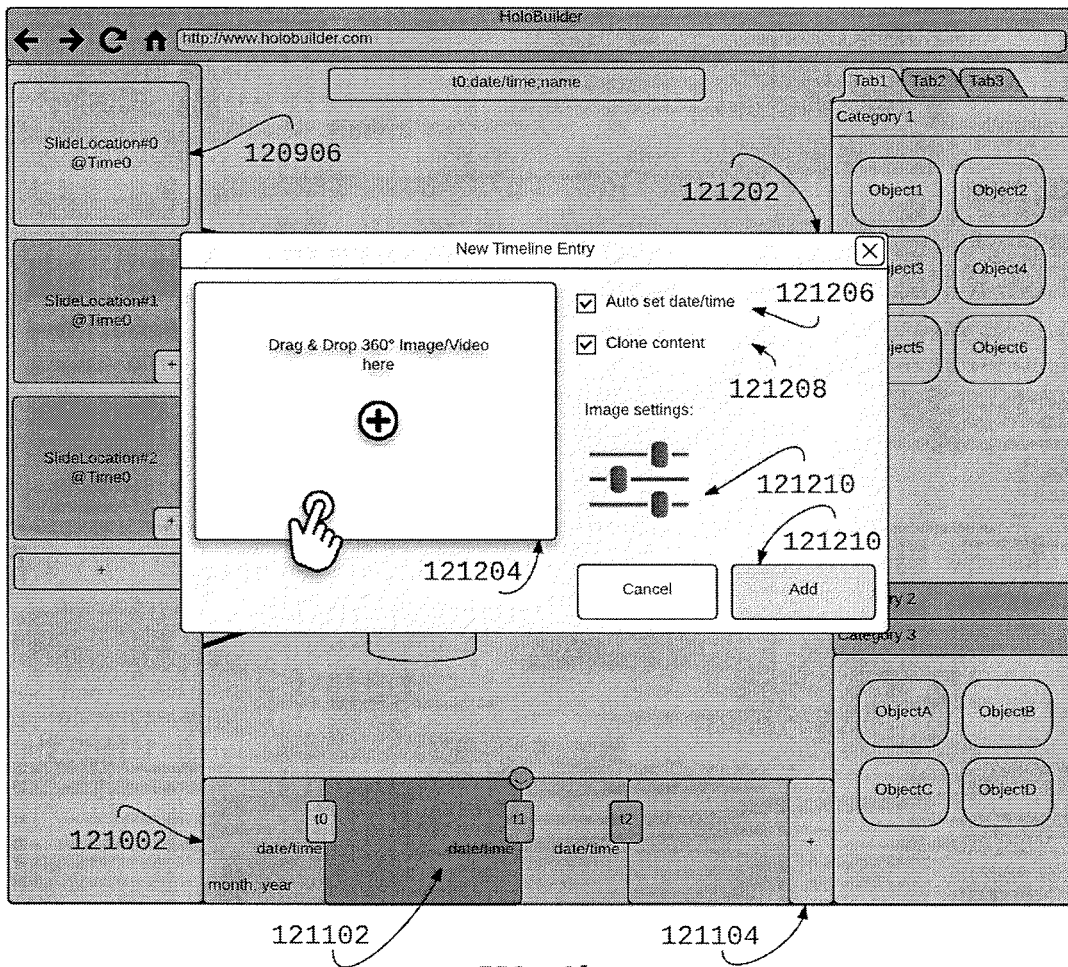 HoloBuilder
http://www.holobuilder.com
t0:date/time;name
Tab1 Tab2 Tab3
Category 1
SlideLocation#0
@Time0
120906
121202
Object1 Object2
New Timeline Entry
SlideLocation#1
@Time0
+
Drag & Drop 360° Image/Video
here
Auto set date/time
121206
Clone content
121208
ject3 Object4
ject5 Object6
Image settings:
SlideLocation#2
@Time0
+
+
121210
121210
121204
Cancel
Add
ry 2
Category 3
ObjectA ObjectB
ObjectC ObjectD
t0 t1 t2
date/time date/time date/time
+
month, year
121002
121102
121104